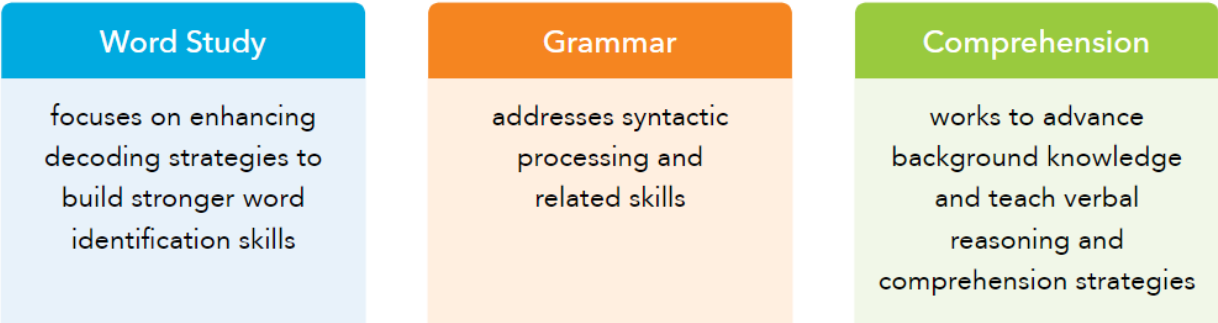 Word Study
focuses on enhancing
decoding strategies to
build stronger word
identification skills
Grammar
addresses syntactic
processing and
related skills
Comprehension
works to advance
background knowledge
and teach verbal
reasoning and
comprehension strategies